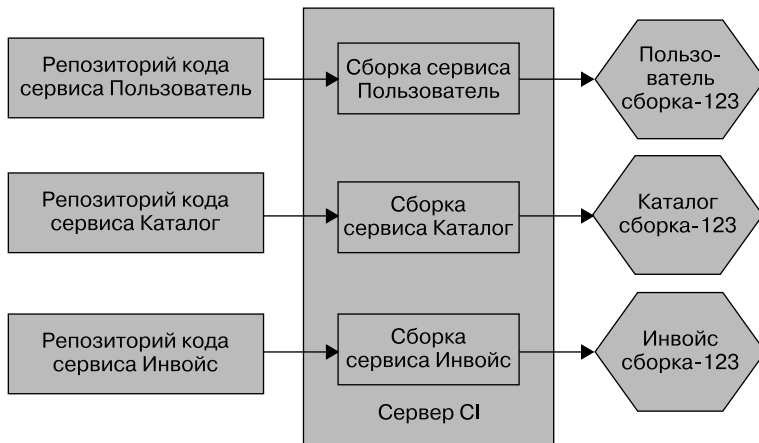 Репозиторий кода
сервиса Пользователь
Сборка сервиса
Пользователь
Пользо-
ватель
сборка-123
Репозиторий кода
сервиса Каталог
Сборка
сервиса Каталог
Каталог
сборка-123
Репозиторий кода
сервиса Инвойс
Сборка
сервиса Инвойс
Инвойс
сборка-123
Сервер CI